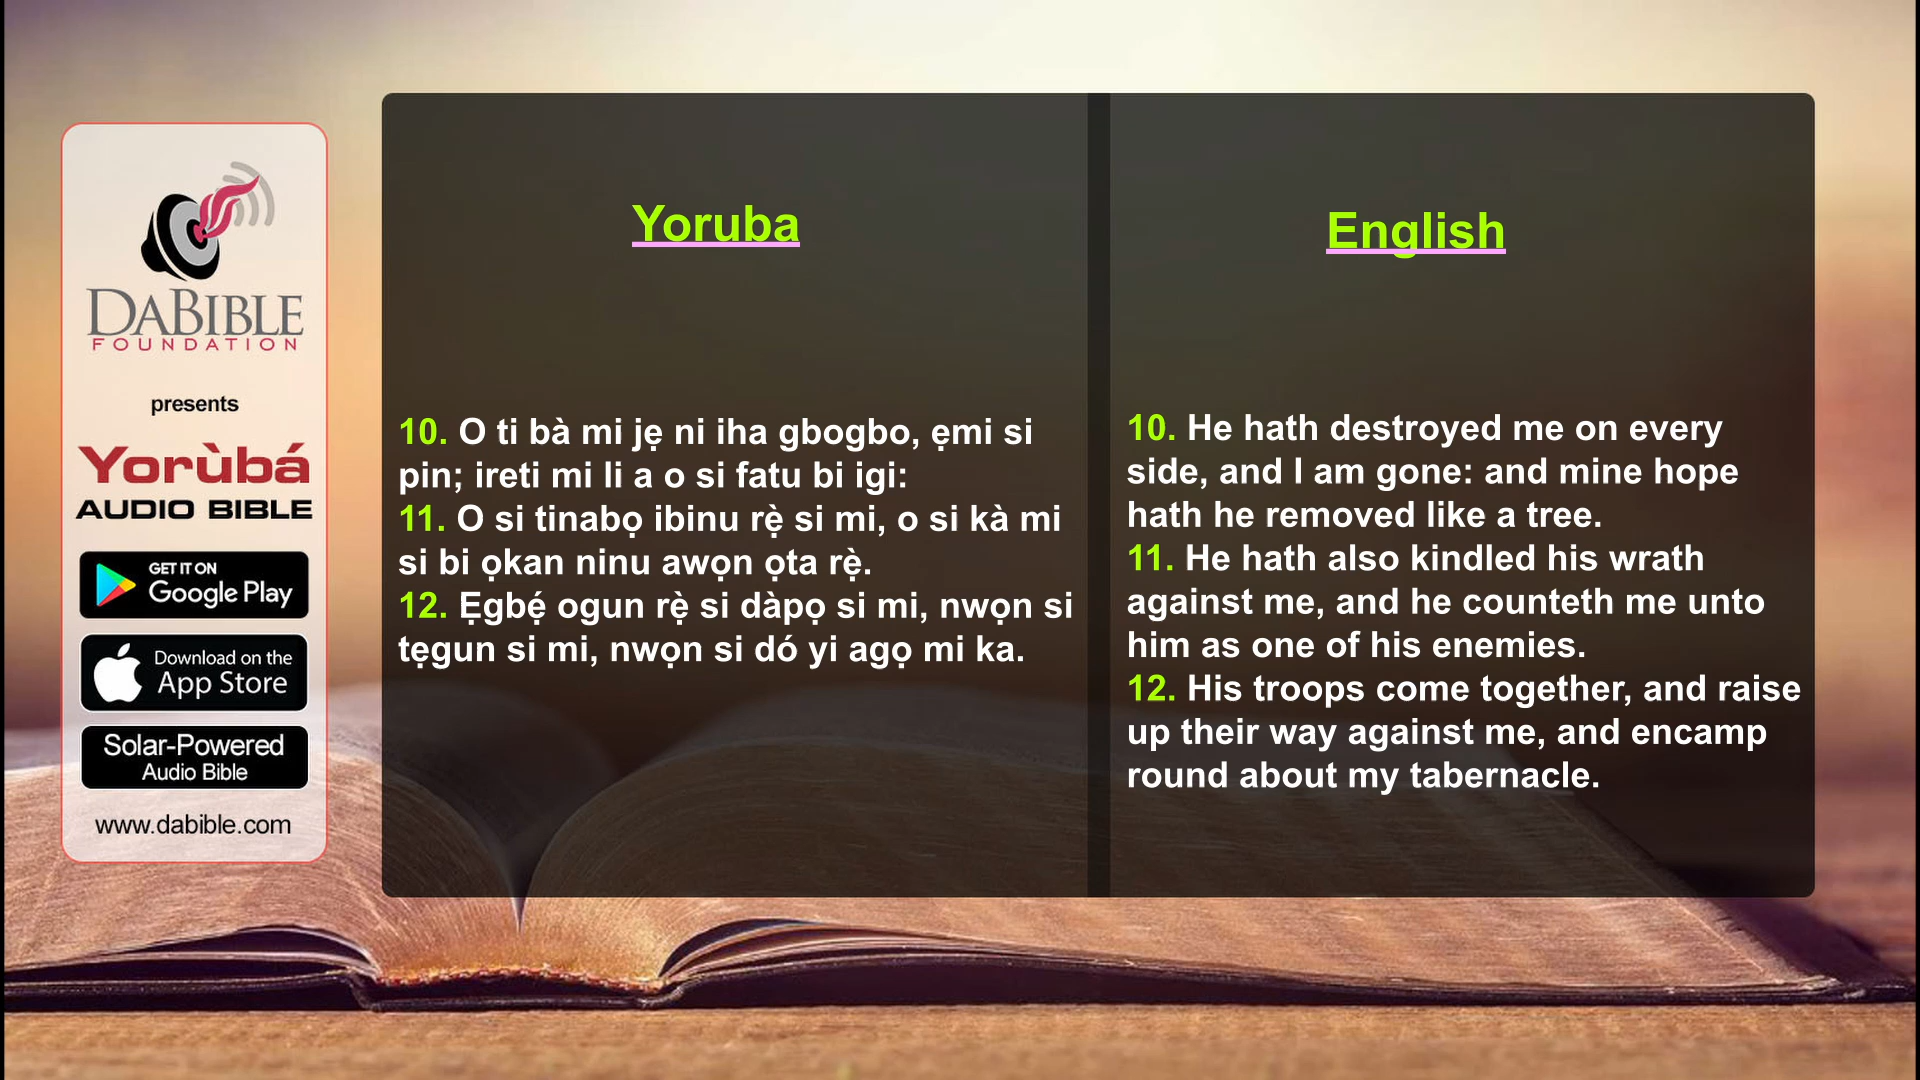 DABIBLE
FOUNDATION
presents
Yorùbá
AUDIO BIBLE
GET IT ON
Google Play
Download on the
App Store
Solar-Powered
Audio Bible
www.dabible.com
Yoruba
10. O ti bà mi jẹ ni iha gbogbo, ẹmi si
pin; ireti mi li a o si fatu bi igi:
11. O si tinabọ ibinu rẹ̀ si mi, o si kà mi
si bi ọkan ninu awọn ọta rẹ̀.
12. Ẹgbẹ́ ogun rẹ̀ si dàpọ si mi, nwọn si
tẹgun si mi, nwọn si dó yi agọ mi ka.
English
10. He hath destroyed me on every
side, and I am gone: and mine hope
hath he removed like a tree.
11. He hath also kindled his wrath
against me, and he counteth me unto
him as one of his enemies.
12. His troops come together, and raise
up their way against me, and encamp
round about my tabernacle.